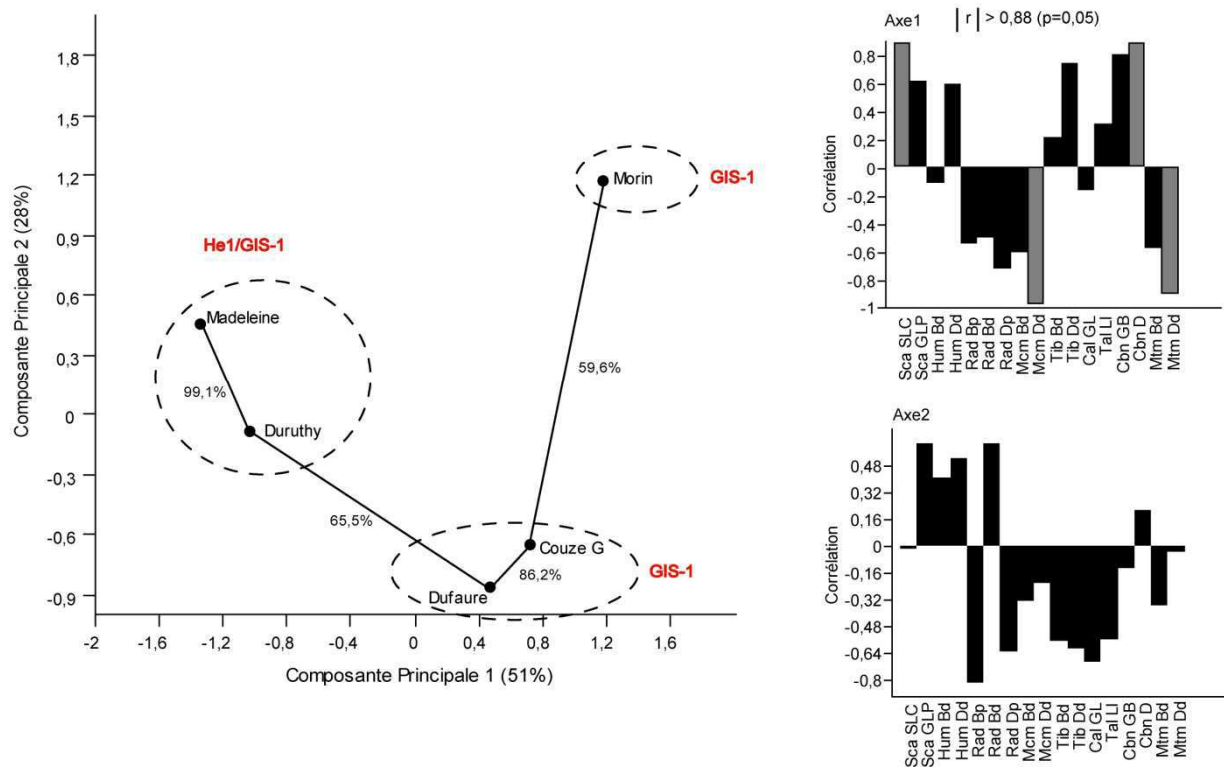 1,8
1,5
1,2
0,9
0,6
0,3
0
-0,3
-0,6
-0,9
Composante Principale 2 (28%)
-2
-1,6
-1,2
-0,8
-0,4
0
0,4
0,8
1,2
1,6
Composante Principale 1 (51%)
He1/GIS-1
Madeleine
99,1%
Duruthy
65,5%
Morin
GIS-1
59,6%
Couze G
86,2%
Dufaure
GIS-1
Axe1
| r | > 0,88 (p=0,05)
Corrélation
0,8
0,6
0,4
0,2
0
-0,2
-0,4
-0,6
-0,8
-1
Sca SLC
Sca GLP
Hum Bd
Hum Dd
Rad Bp
Rad Bd
Rad Dp
Mcm Bd
Mcm Dd
Tib Bd
Tib Dd
Cal GL
Tal LI
Cbn GB
Cbn D
Mtm Bd
Mtm Dd
Axe2
Corrélation
0,48
0,32
0,16
0
-0,16
-0,32
-0,48
-0,64
-0,8
Sca SLC
Sca GLP
Hum Bd
Hum Dd
Rad Bp
Rad Bd
Rad Dp
Mcm Bd
Mcm Dd
Tib Bd
Tib Dd
Cal GL
Tal LI
Cbn GB
Cbn D
Mtm Bd
Mtm Dd